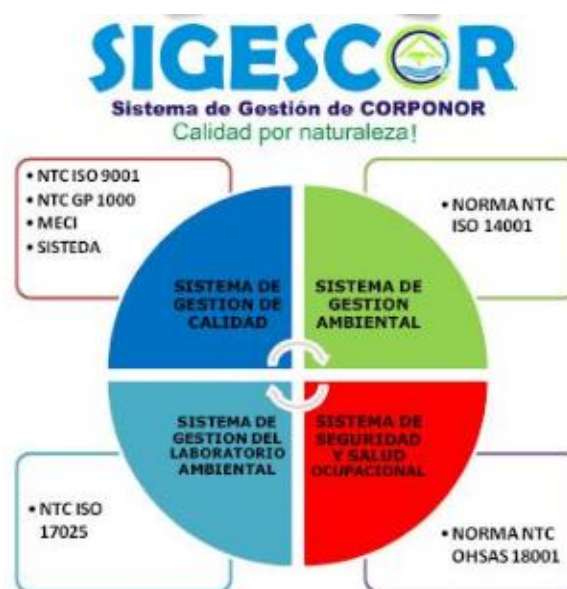 SIGESCOR
Sistema de Gestión de CORPONOR
Calidad por naturaleza!
• NTC ISO 9001
• NTC GP 1000
• MECI
• SISTEDA
• NORMA NTC
ISO 14001
SISTEMA DE
GESTION DE
CALIDAD
SISTEMA DE
GESTION
AMBIENTAL
SISTEMA DE
GESTION DEL
LABORATORIO
AMBIENTAL
SISTEMA DE
SEGURIDAD
Y SALUD
OCUPACIONAL
• NTC ISO
17025
• NORMA NTC
OHSAS 18001